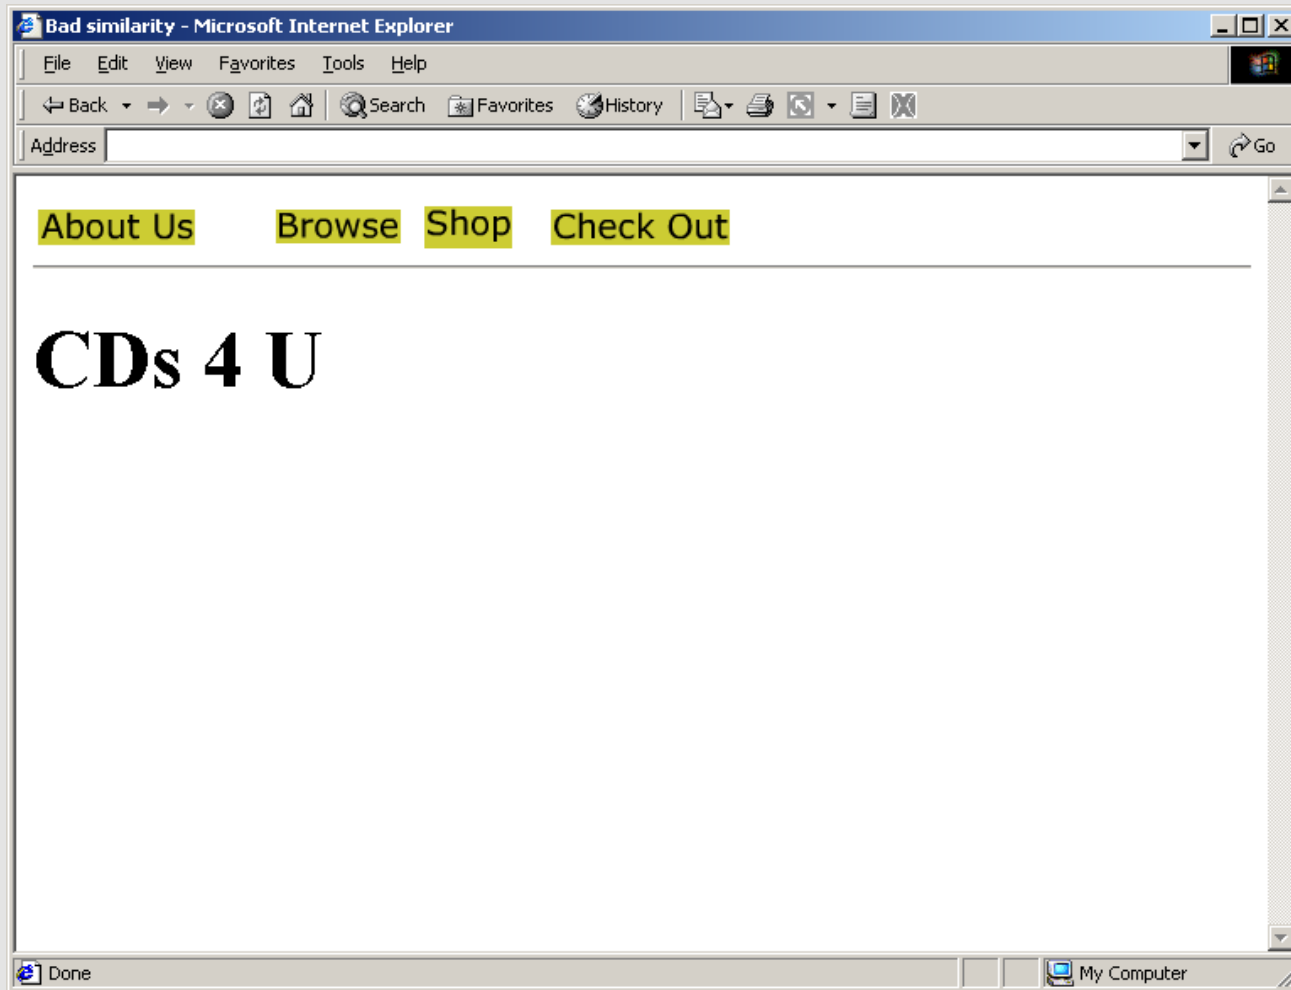 Bad similarity - Microsoft Internet Explorer
File Edit View Favorites Tools Help
Back Search Favorites History
Address Go
About Us Browse Shop Check Out
CDs 4 U
Done My Computer